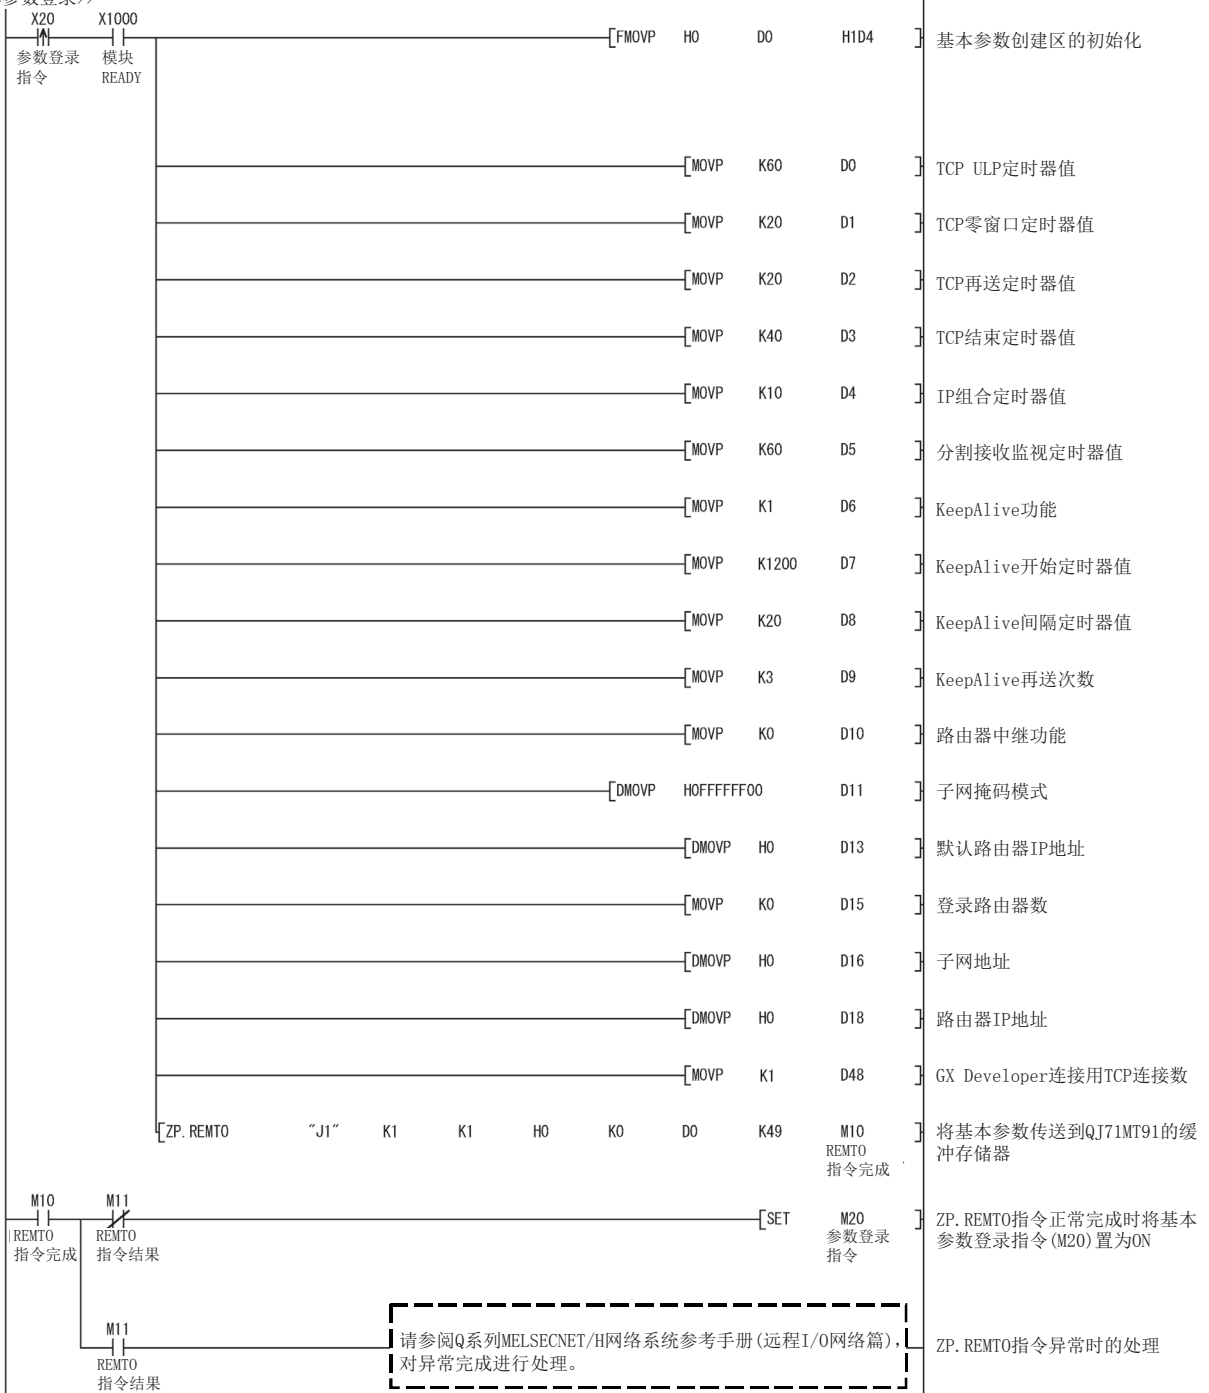 参数登录>>
X20 X1000
[FMOVP H0 D0 H1D4 ] 基本参数创建区的初始化
参数登录 模块
指令 READY
[MOVP K60 D0 ] TCP ULP定时器值
[MOVP K20 D1 ] TCP零窗口定时器值
[MOVP K20 D2 ] TCP再送定时器值
[MOVP K40 D3 ] TCP结束定时器值
[MOVP K10 D4 ] IP组合定时器值
[MOVP K60 D5 ] 分割接收监视定时器值
[MOVP K1 D6 ] KeepAlive功能
[MOVP K1200 D7 ] KeepAlive开始定时器值
[MOVP K20 D8 ] KeepAlive间隔定时器值
[MOVP K3 D9 ] KeepAlive再送次数
[MOVP K0 D10 ] 路由器中继功能
[DMOVP H0FFFFFF00 D11 ] 子网掩码模式
[DMOVP H0 D13 ] 默认路由器IP地址
[MOVP K0 D15 ] 登录路由器数
[DMOVP H0 D16 ] 子网地址
[DMOVP H0 D18 ] 路由器IP地址
[MOVP K1 D48 ] GX Developer连接用TCP连接数
[ZP.REMTO "J1" K1 K1 H0 K0 D0 K49 M10 ] 将基本参数传送到QJ71MT91的缓
REMTO 冲存储器
指令完成
M10 M11
[SET M20 ] ZP.REMTO指令正常完成时将基本
REMTO REMTO 参数登录 参数登录指令(M20)置为ON
指令完成 指令结果 指令
M11
请参阅Q系列MELSECNET/H网络系统参考手册(远程I/O网络篇), ZP.REMTO指令异常时的处理
REMTO 对异常完成进行处理。
指令结果